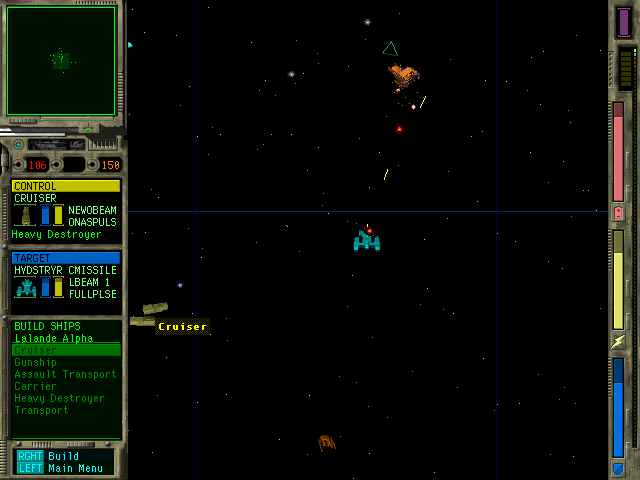 106 150
CONTROL
CRUISER
NEWOBEAM
ONASPULS
Heavy Destroyer
TARGET
HVDSTRYR CMISSILE
LBEAM 1
FULLPLSE
BUILD SHIPS
Lalande Alpha
Cruiser
Gunship
Assault Transport
Carrier
Heavy Destroyer
Transport
RGHT Build
LEFT Main Menu
Cruiser